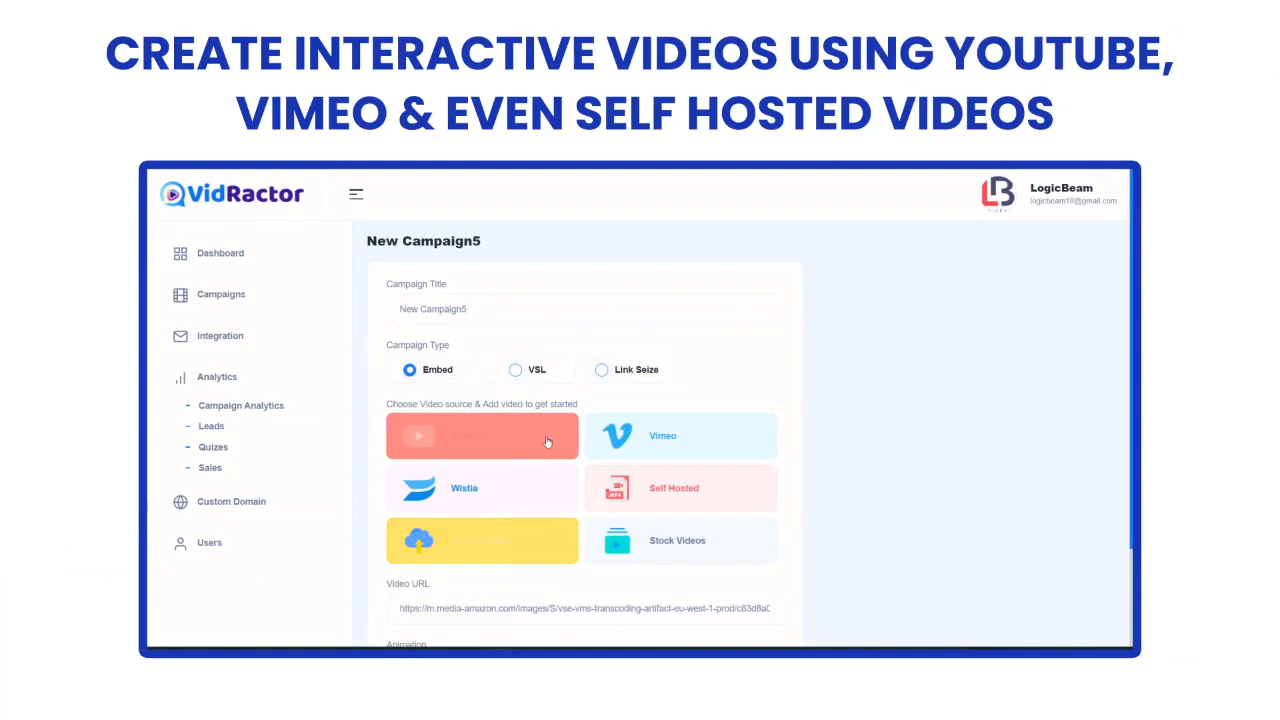 CREATE INTERACTIVE VIDEOS USING YOUTUBE,
VIMEO & EVEN SELF HOSTED VIDEOS
VidRactor
LogicBeam
logicbeam18@gmail.com
Dashboard
Campaigns
Integration
Analytics
Campaign Analytics
Leads
Quizes
Sales
Custom Domain
Users
New Campaign5
Campaign Title
New Campaign5
Campaign Type
Embed VSL Link Seize
Choose Video source & Add video to get started
Vimeo
Wistia Self Hosted
Stock Videos
Video URL
https://m.media-amazon.com/images/S/vse-vms-transcoding-artifact-eu-west-1-prod/c83d8a0
Animation